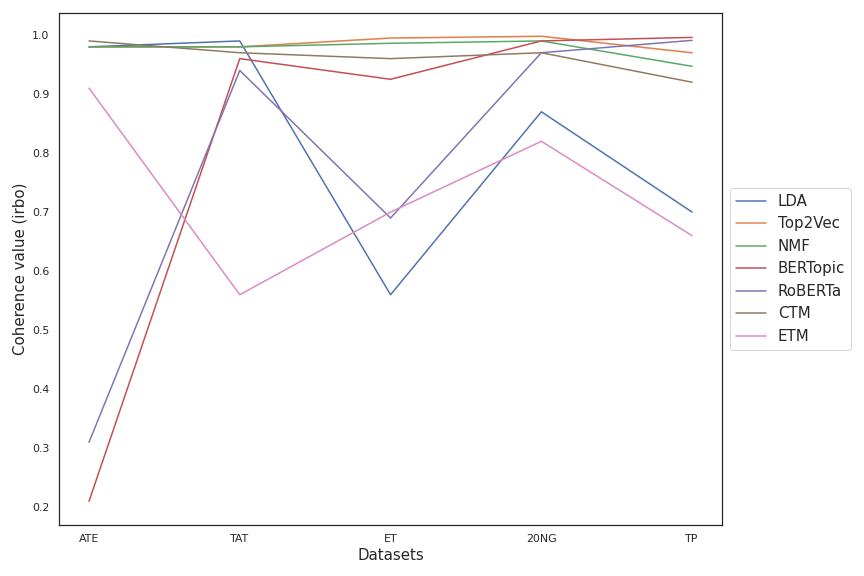 1.0
0.9
0.8
0.7
0.6
0.5
0.4
0.3
0.2
Coherence value (irbo)
ATE TAT ET 20NG TP
Datasets
LDA
Top2Vec
NMF
BERTopic
RoBERTa
CTM
ETM